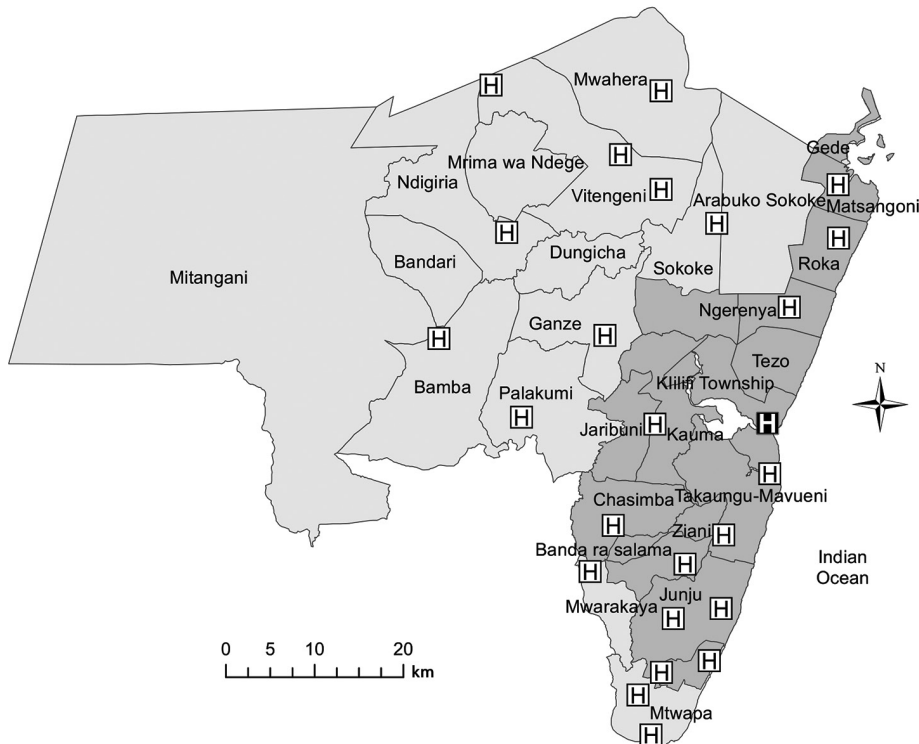 H
Mwahera
H
Gede
H
Mrima wa Ndege
Ndigiria
H
Vitengeni
H
Arabuko Sokoke
Matsangoni
H
H
H
Roka
Dungicha
Bandari
Sokoke
Mitangani
Ngerenya
H
Ganze
H
H
Tezo
N
Bamba
Palakumi
Klilifi Township
H
Jaribuni
H
Kauma
H
H
Chasimba
Takaungu-Mavueni
H
Ziani
H
Banda ra salama
H
H
Indian
Ocean
Mwarakaya
Junju
H
H
0 5 10 20
km
H
H
H
Mtwapa
H